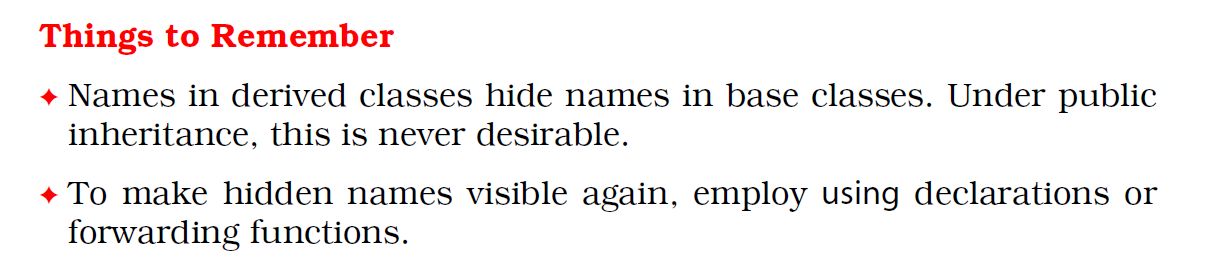 Things to Remember
✦ Names in derived classes hide names in base classes. Under public
inheritance, this is never desirable.
✦ To make hidden names visible again, employ using declarations or
forwarding functions.